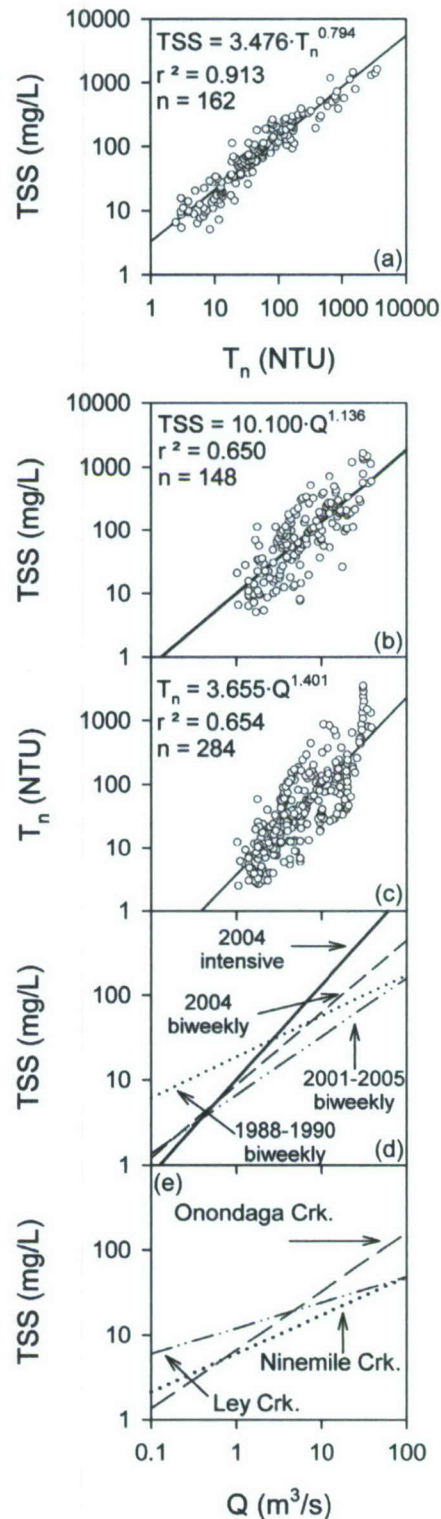 TSS = 3.476·Tₙ^0.794
r² = 0.913
n = 162
10000
1000
100
10
1
TSS (mg/L)
(a)
1 10 100 1000 10000
Tₙ (NTU)
TSS = 10.100·Q^1.136
r² = 0.650
n = 148
10000
1000
100
10
1
TSS (mg/L)
(b)
Tₙ = 3.655·Q^1.401
r² = 0.654
n = 284
1000
100
10
1
Tₙ (NTU)
(c)
2004
intensive
2004
biweekly
2001-2005
biweekly
1988-1990
biweekly
100
10
1
TSS (mg/L)
(d)
(e)
Onondaga Crk.
Ninemile Crk.
Ley Crk.
100
10
1
TSS (mg/L)
0.1 1 10 100
Q (m³/s)